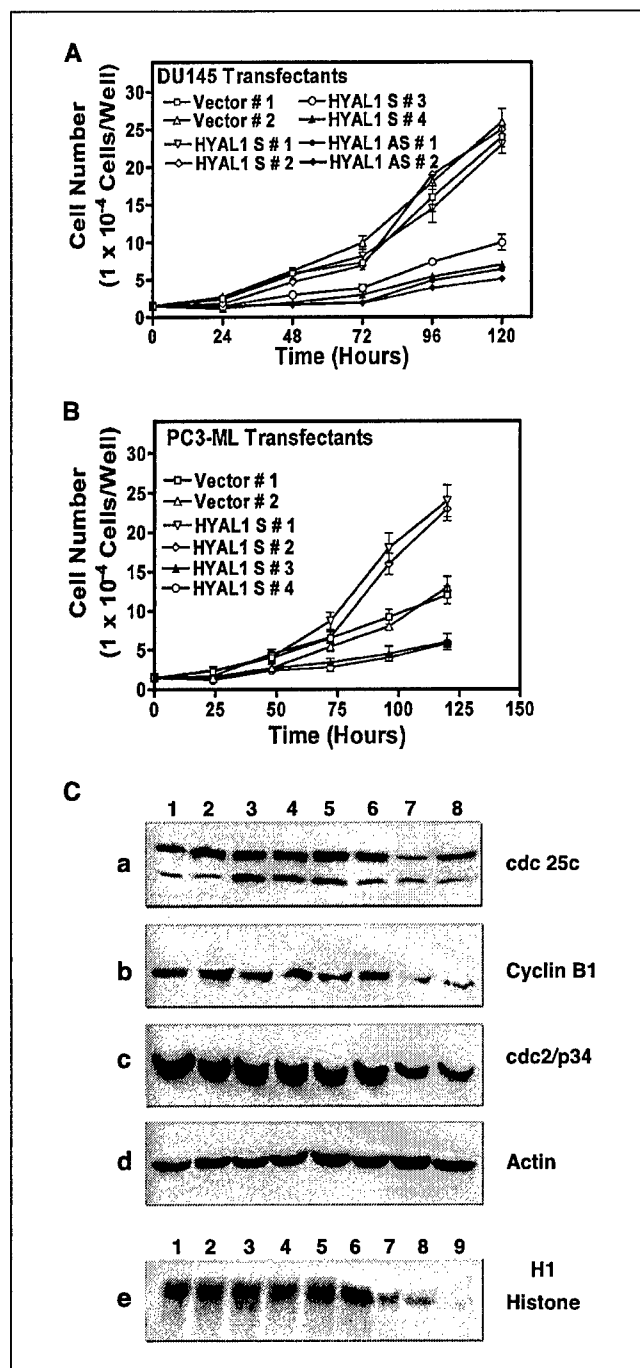 A
DU145 Transfectants
Vector # 1
Vector # 2
HYAL1 S # 1
HYAL1 S # 2
HYAL1 S # 3
HYAL1 S # 4
HYAL1 AS # 1
HYAL1 AS # 2
Cell Number
(1 x 10⁻⁴ Cells/Well)
30
25
20
15
10
5
0
0 24 48 72 96 120
Time (Hours)
B
PC3-ML Transfectants
Vector # 1
Vector # 2
HYAL1 S # 1
HYAL1 S # 2
HYAL1 S # 3
HYAL1 S # 4
Cell Number
(1 x 10⁻⁴ Cells/Well)
30
25
20
15
10
5
0
0 25 50 75 100 125 150
Time (Hours)
C
1 2 3 4 5 6 7 8
a cdc 25c
b Cyclin B1
c cdc2/p34
d Actin
1 2 3 4 5 6 7 8 9
e H1
Histone